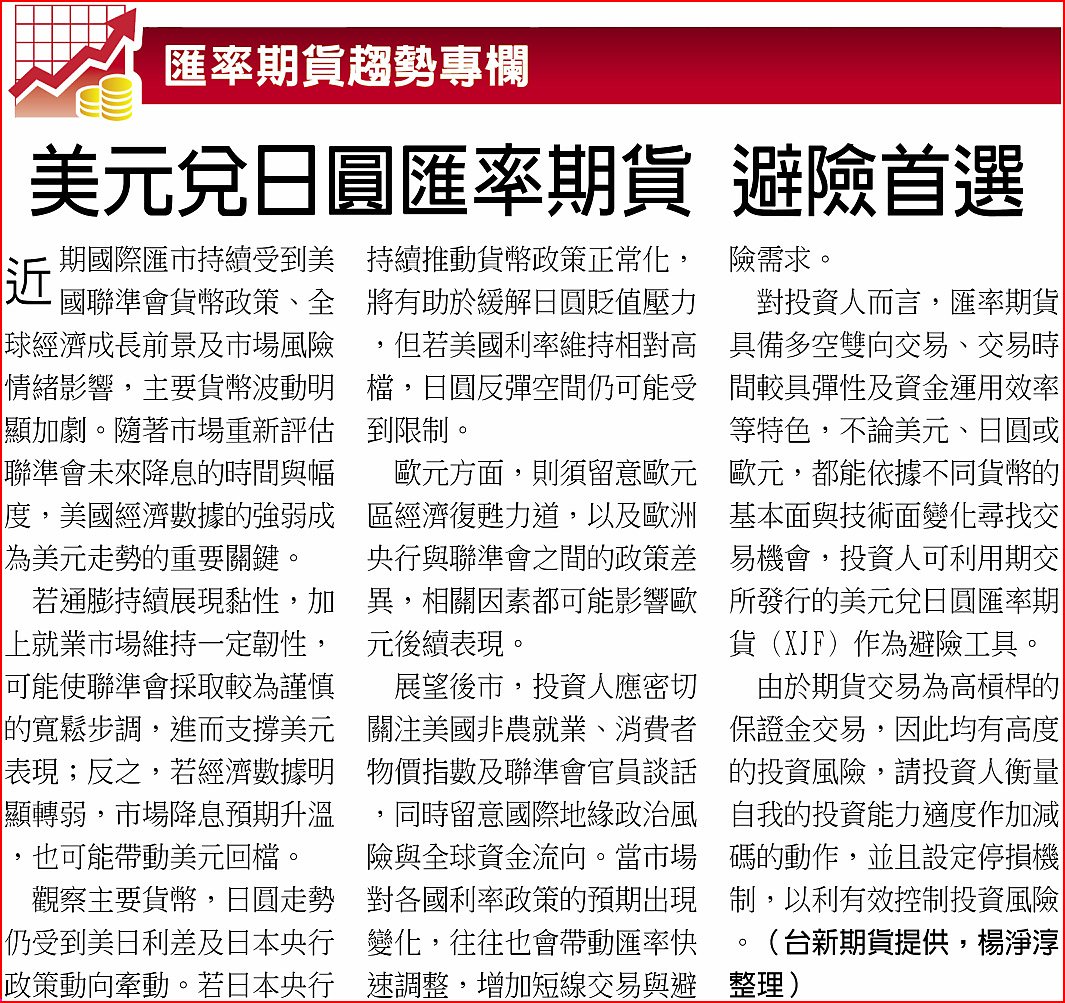 匯率期貨趨勢專欄
美元兌日圓匯率期貨 避險首選
近期國際匯市持續受到美
國聯準會貨幣政策、全
球經濟成長前景及市場風險
情緒影響，主要貨幣波動明
顯加劇。隨著市場重新評估
聯準會未來降息的時間與幅
度，美國經濟數據的強弱成
為美元走勢的重要關鍵。
若通膨持續展現黏性，加
上就業市場維持一定韌性，
可能使聯準會採取較為謹慎
的寬鬆步調，進而支撐美元
表現；反之，若經濟數據明
顯轉弱，市場降息預期升溫
，也可能帶動美元回檔。
觀察主要貨幣，日圓走勢
仍受到美日利差及日本央行
政策動向牽動。若日本央行
持續推動貨幣政策正常化，
將有助於緩解日圓貶值壓力
，但若美國利率維持相對高
檔，日圓反彈空間仍可能受
到限制。
歐元方面，則須留意歐元
區經濟復甦力道，以及歐洲
央行與聯準會之間的政策差
異，相關因素都可能影響歐
元後續表現。
展望後市，投資人應密切
關注美國非農就業、消費者
物價指數及聯準會官員談話
，同時留意國際地緣政治風
險與全球資金流向。當市場
對各國利率政策的預期出現
變化，往往也會帶動匯率快
速調整，增加短線交易與避
險需求。
對投資人而言，匯率期貨
具備多空雙向交易、交易時
間較具彈性及資金運用效率
等特色，不論美元、日圓或
歐元，都能依據不同貨幣的
基本面與技術面變化尋找交
易機會，投資人可利用期交
所發行的美元兌日圓匯率期
貨（XJF）作為避險工具。
由於期貨交易為高槓桿的
保證金交易，因此均有高度
的投資風險，請投資人衡量
自我的投資能力適度作加減
碼的動作，並且設定停損機
制，以利有效控制投資風險
。（台新期貨提供，楊淨淳
整理）